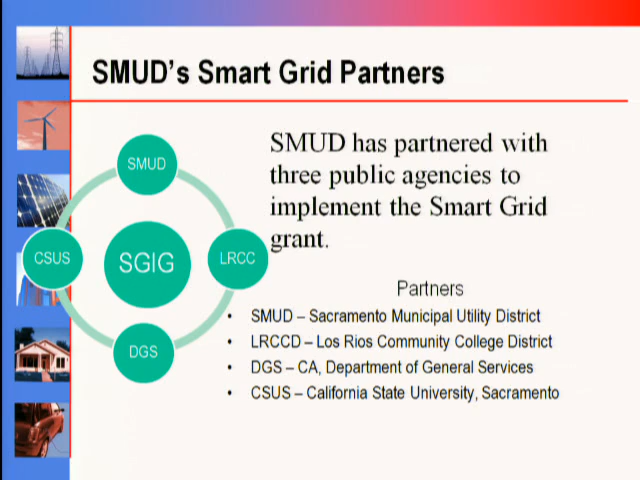 SMUD's Smart Grid Partners
SMUD has partnered with
three public agencies to
implement the Smart Grid
grant.
SMUD
CSUS
SGIG
LRCC
DGS
Partners
• SMUD – Sacramento Municipal Utility District
• LRCCD – Los Rios Community College District
• DGS – CA, Department of General Services
• CSUS – California State University, Sacramento